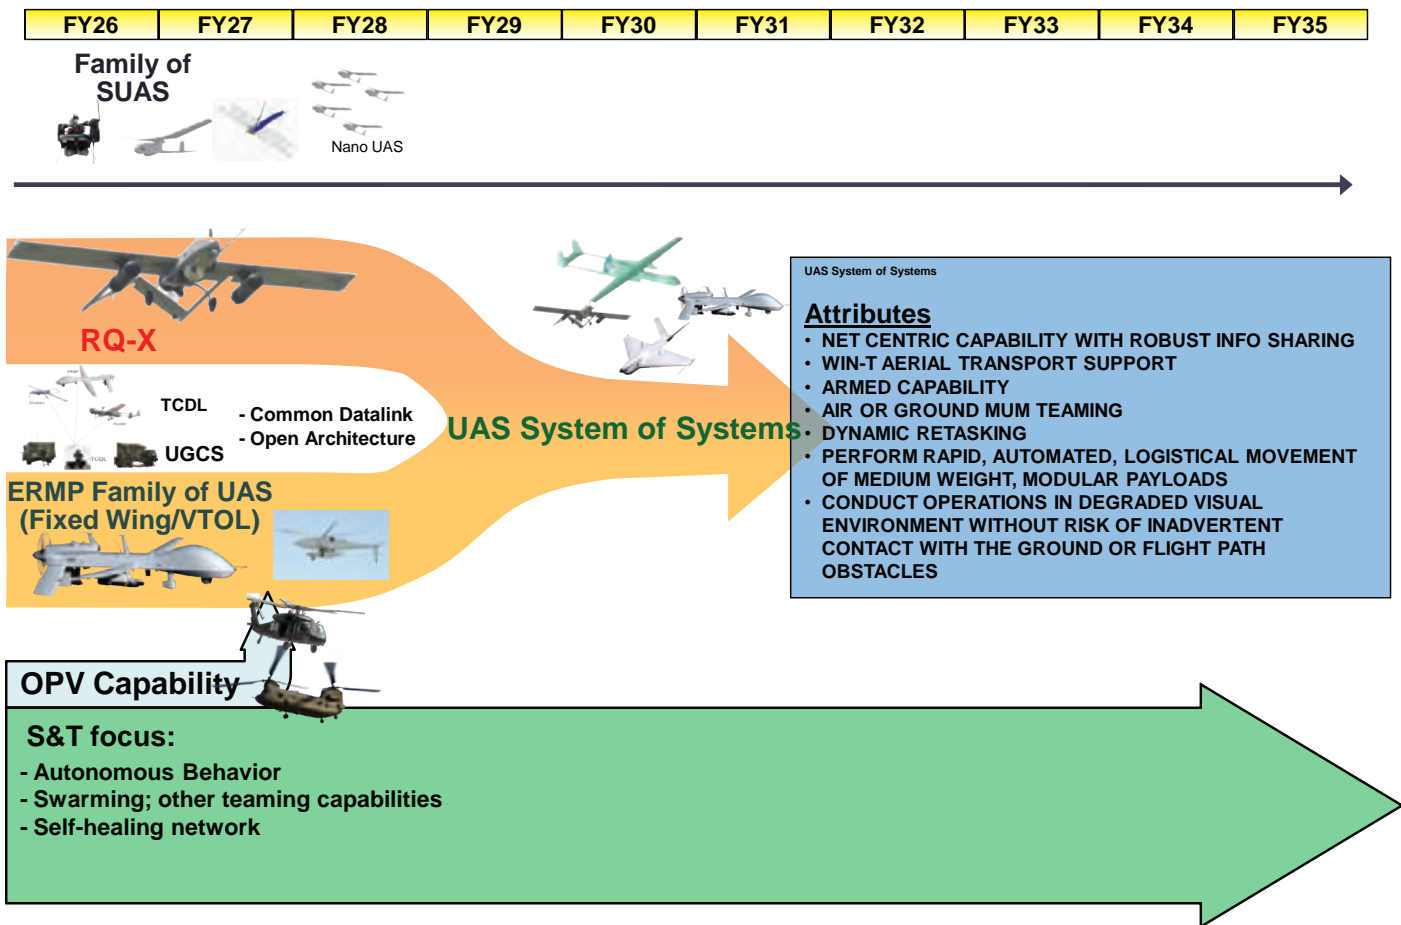 FY26 FY27 FY28 FY29 FY30 FY31 FY32 FY33 FY34 FY35
Family of
SUAS
Nano UAS
RQ-X
TCDL
UGCS
TCDL
- Common Datalink
- Open Architecture
UAS System of Systems
ERMP Family of UAS
(Fixed Wing/VTOL)
UAS System of Systems
Attributes
• NET CENTRIC CAPABILITY WITH ROBUST INFO SHARING
• WIN-T AERIAL TRANSPORT SUPPORT
• ARMED CAPABILITY
• AIR OR GROUND MUM TEAMING
• DYNAMIC RETASKING
• PERFORM RAPID, AUTOMATED, LOGISTICAL MOVEMENT
OF MEDIUM WEIGHT, MODULAR PAYLOADS
• CONDUCT OPERATIONS IN DEGRADED VISUAL
ENVIRONMENT WITHOUT RISK OF INADVERTENT
CONTACT WITH THE GROUND OR FLIGHT PATH
OBSTACLES
OPV Capability
S&T focus:
- Autonomous Behavior
- Swarming; other teaming capabilities
- Self-healing network